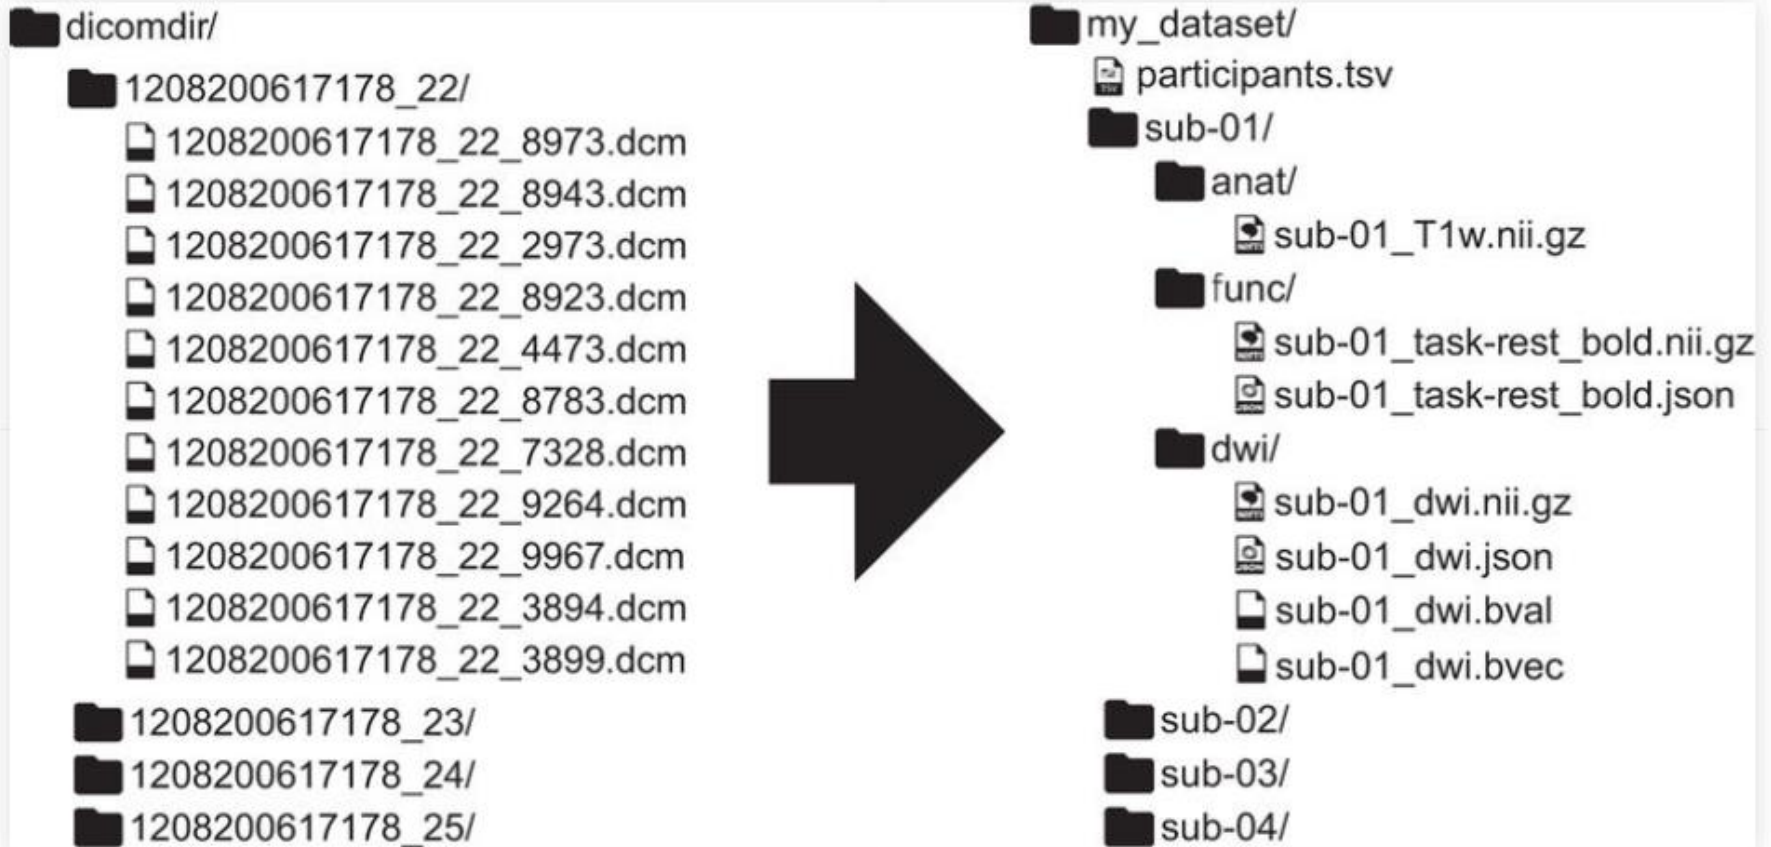 dicomdir/
1208200617178_22/
1208200617178_22_8973.dcm
1208200617178_22_8943.dcm
1208200617178_22_2973.dcm
1208200617178_22_8923.dcm
1208200617178_22_4473.dcm
1208200617178_22_8783.dcm
1208200617178_22_7328.dcm
1208200617178_22_9264.dcm
1208200617178_22_9967.dcm
1208200617178_22_3894.dcm
1208200617178_22_3899.dcm
1208200617178_23/
1208200617178_24/
1208200617178_25/
my_dataset/
participants.tsv
sub-01/
anat/
sub-01_T1w.nii.gz
func/
sub-01_task-rest_bold.nii.gz
sub-01_task-rest_bold.json
dwi/
sub-01_dwi.nii.gz
sub-01_dwi.json
sub-01_dwi.bval
sub-01_dwi.bvec
sub-02/
sub-03/
sub-04/